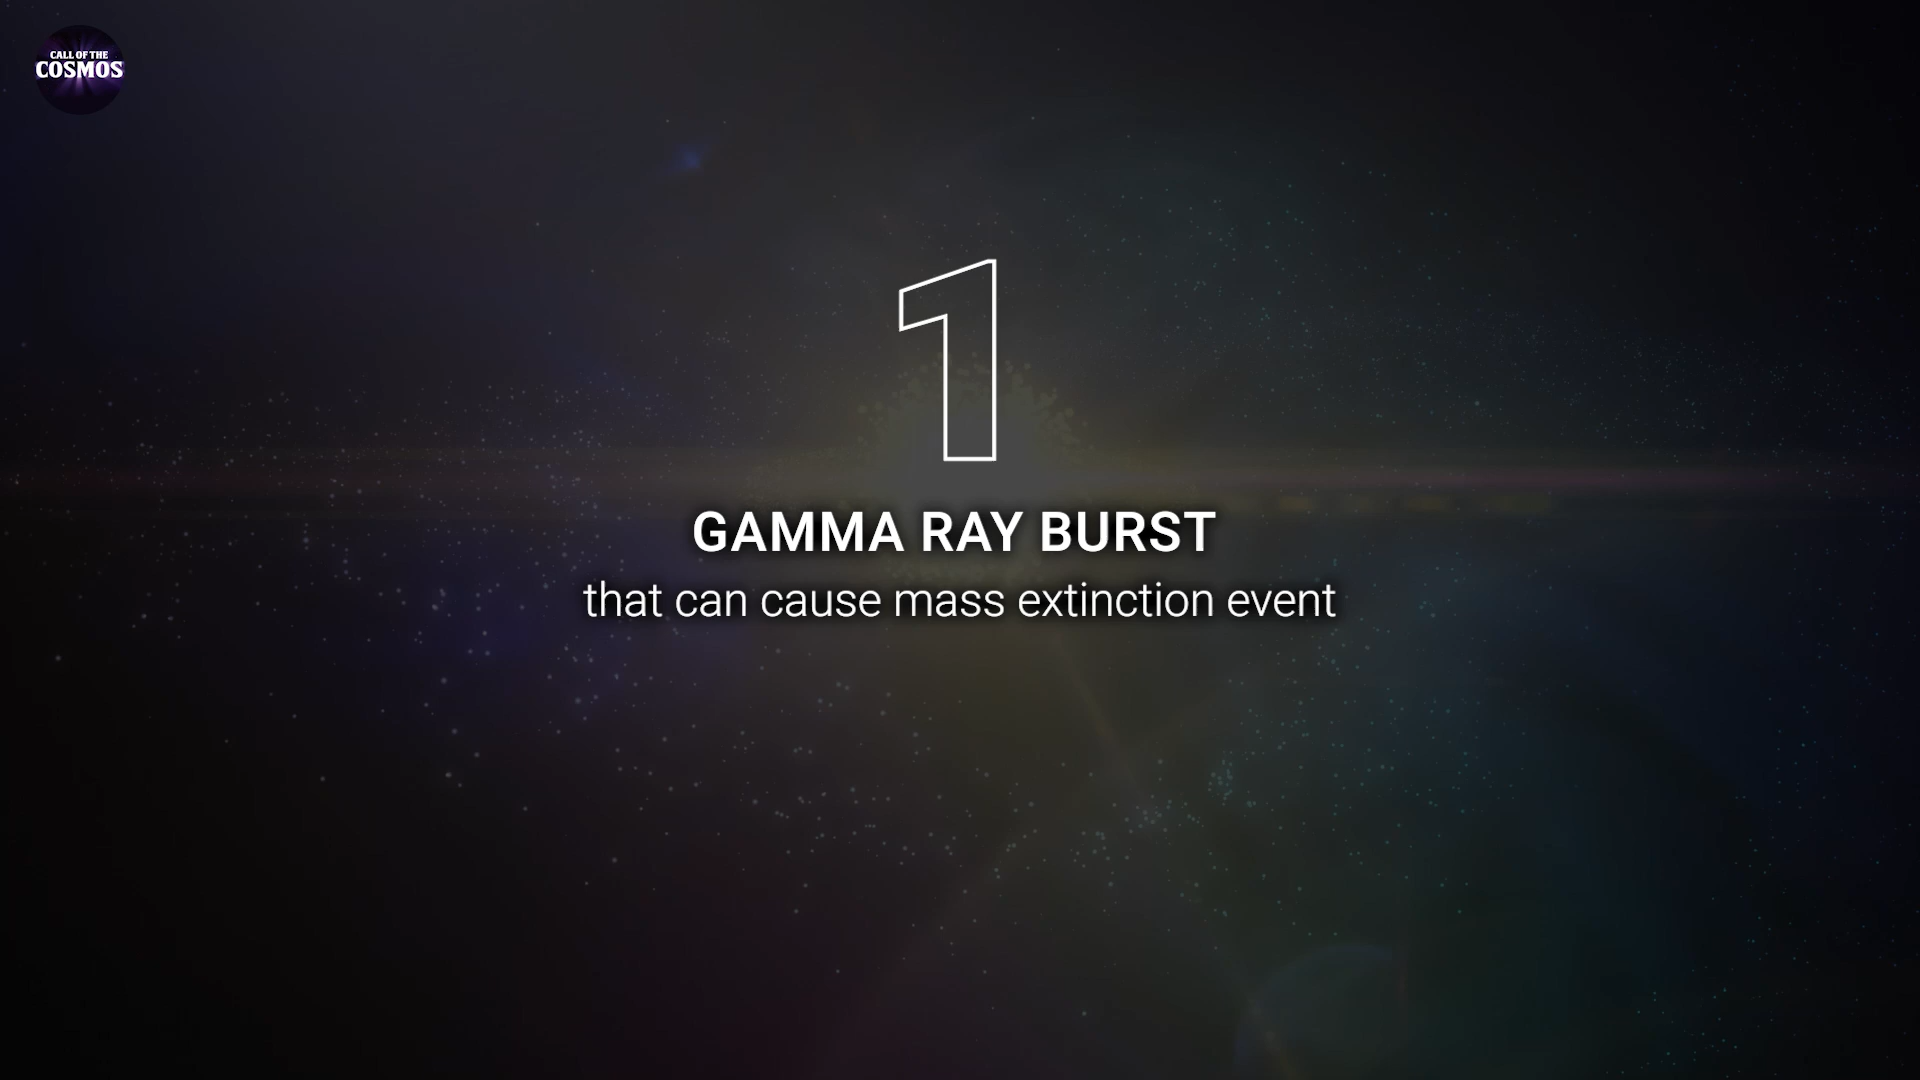 CALL OF THE
COSMOS
1
GAMMA RAY BURST
that can cause mass extinction event